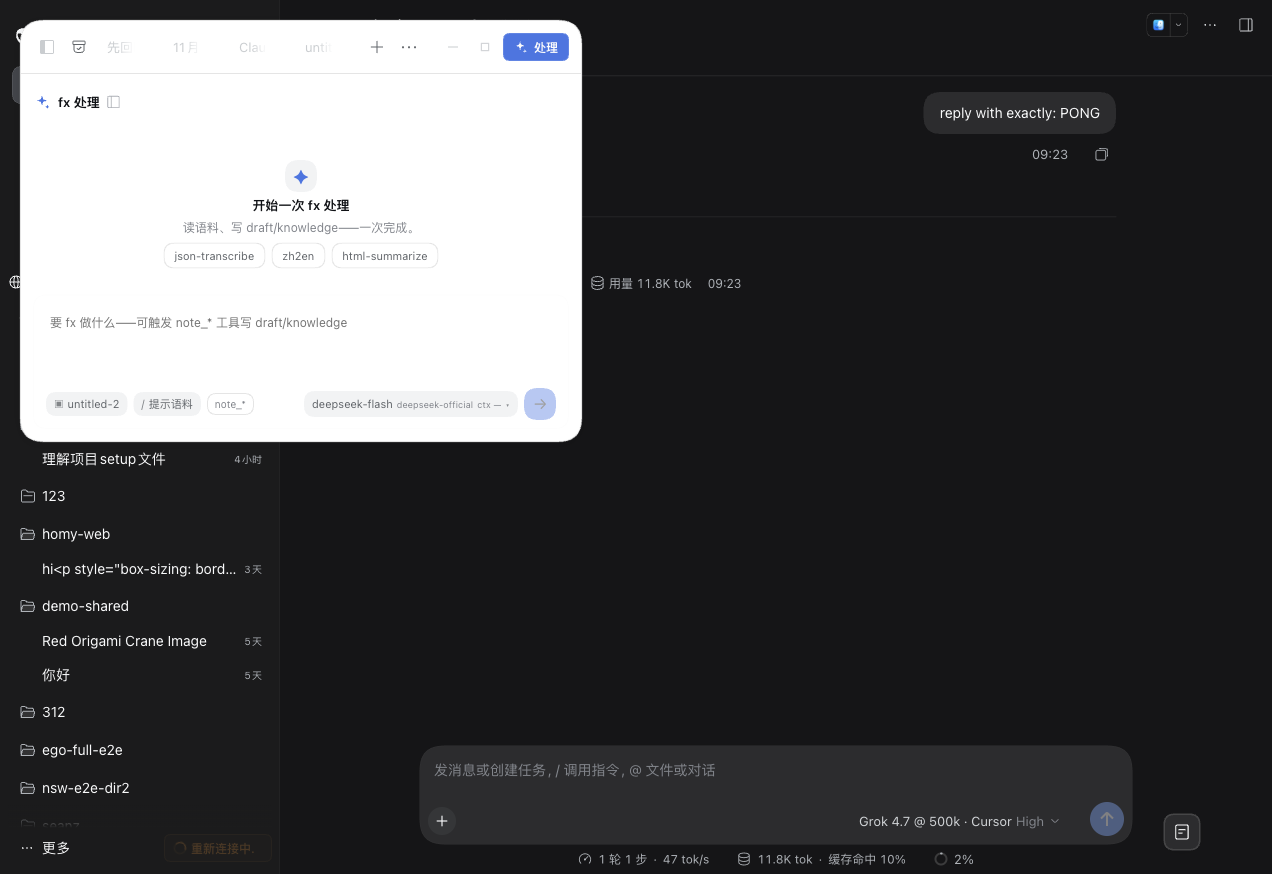 先回
11月
Clau
untit
处理
fx 处理
开始一次 fx 处理
读语料、写 draft/knowledge——一次完成。
json-transcribe
zh2en
html-summarize
要 fx 做什么——可触发 note_* 工具写 draft/knowledge
untitled-2
/ 提示语料
note_*
deepseek-flash deepseek-official ctx —
reply with exactly: PONG
09:23
用量 11.8K tok 09:23
理解项目 setup 文件 4小时
123
homy-web
hi<p style="box-sizing: bord... 3天
demo-shared
Red Origami Crane Image 5天
你好 5天
312
ego-full-e2e
nsw-e2e-dir2
更多
重新连接中.
发消息或创建任务, / 调用指令, @ 文件或对话
Grok 4.7 @ 500k · Cursor High
1 轮 1 步 · 47 tok/s
11.8K tok · 缓存命中 10%
2%